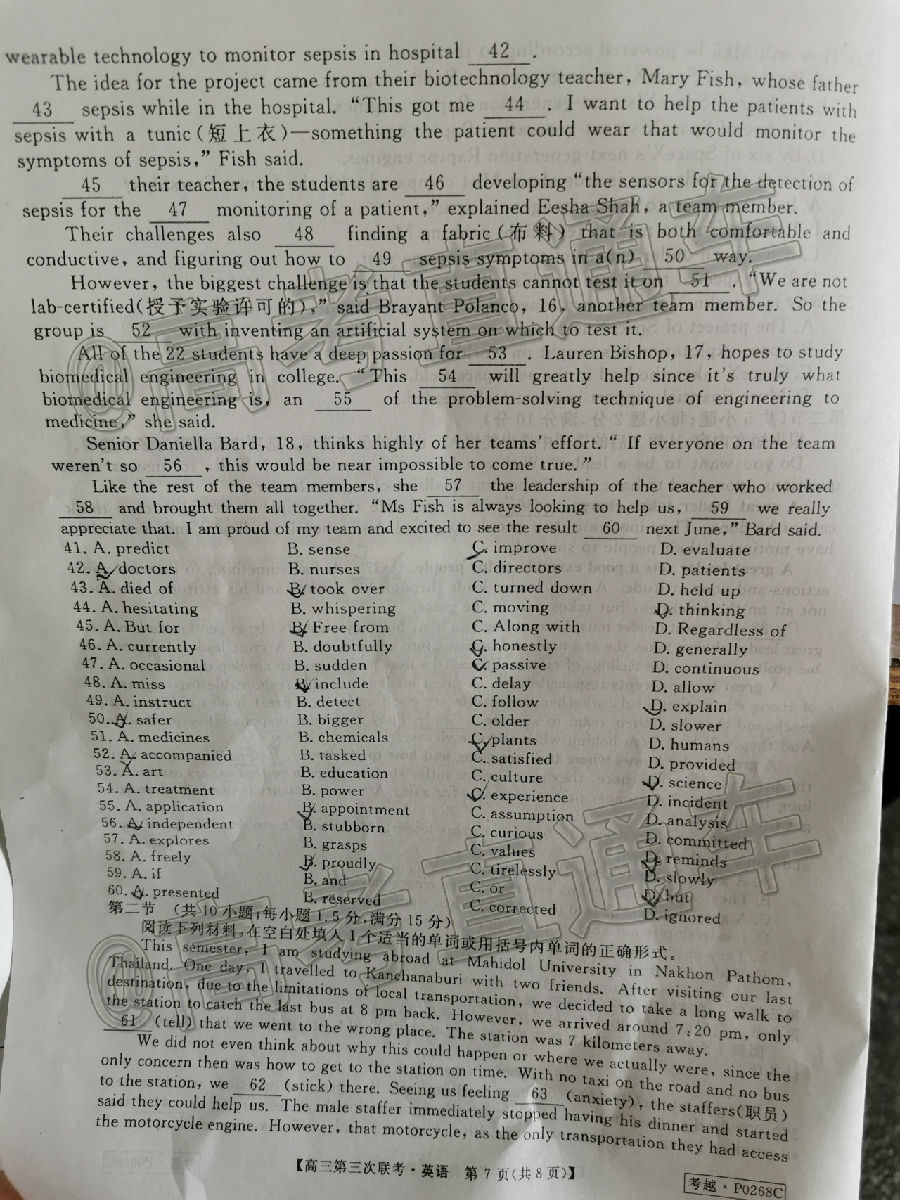 wearable technology to monitor sepsis in hospital 42 .
The idea for the project came from their biotechnology teacher, Mary Fish, whose father
43 sepsis while in the hospital. “This got me 44 . I want to help the patients with
sepsis with a tunic(短上衣)—something the patient could wear that would monitor the
symptoms of sepsis,” Fish said.
45 their teacher, the students are 46 developing “the sensors for the detection of
sepsis for the 47 monitoring of a patient,” explained Eesha Shah, a team member.
Their challenges also 48 finding a fabric(布料) that is both comfortable and
conductive, and figuring out how to 49 sepsis symptoms in a(n) 50 way.
However, the biggest challenge is that the students cannot test it on 51 . “We are not
lab-certified(授予实验许可的),” said Brayant Polanco, 16, another team member. So the
group is 52 with inventing an artificial system on which to test it.
All of the 22 students have a deep passion for 53 . Lauren Bishop, 17, hopes to study
biomedical engineering in college. “This 54 will greatly help since it's truly what
biomedical engineering is, an 55 of the problem-solving technique of engineering to
medicine,” she said.
Senior Daniella Bard, 18, thinks highly of her teams' effort. “ If everyone on the team
weren't so 56 , this would be near impossible to come true.”
Like the rest of the team members, she 57 the leadership of the teacher who worked
58 and brought them all together. “Ms Fish is always looking to help us, 59 we really
appreciate that. I am proud of my team and excited to see the result 60 next June,” Bard said.
41. A. predict B. sense C. improve D. evaluate
42. A. doctors B. nurses C. directors D. patients
43. A. died of B. took over C. turned down D. held up
44. A. hesitating B. whispering C. moving D. thinking
45. A. But for B. Free from C. Along with D. Regardless of
46. A. currently B. doubtfully C. honestly D. generally
47. A. occasional B. sudden C. passive D. continuous
48. A. miss B. include C. delay D. allow
49. A. instruct B. detect C. follow D. explain
50. A. safer B. bigger C. older D. slower
51. A. medicines B. chemicals C. plants D. humans
52. A. accompanied B. tasked C. satisfied D. provided
53. A. art B. education C. culture D. science
54. A. treatment B. power C. experience D. incident
55. A. application B. appointment C. assumption D. analysis
56. A. independent B. stubborn C. curious D. committed
57. A. explores B. grasps C. values D. reminds
58. A. freely B. proudly C. tirelessly D. slowly
59. A. if B. and C. or D. but
60. A. presented B. reserved C. corrected D. ignored
第二节 (共10小题;每小题1.5分,满分15分)
阅读下列材料,在空白处填入1个适当的单词或用括号内单词的正确形式。
This semester, I am studying abroad at Mahidol University in Nakhon Pathom,
Thailand. One day, I travelled to Kanchanaburi with two friends. After visiting our last
destination, due to the limitations of local transportation, we decided to take a long walk to
the station to catch the last bus at 8 pm back. However, we arrived around 7:20 pm, only
61 (tell) that we went to the wrong place. The station was 7 kilometers away.
We did not even think about why this could happen or where we actually were, since the
only concern then was how to get to the station on time. With no taxi on the road and no bus
to the station, we 62 (stick) there. Seeing us feeling 63 (anxiety), the staffers(职员)
said they could help us. The male staffer immediately stopped having his dinner and started
the motorcycle engine. However, that motorcycle, as the only transportation they had access
【高三第三次联考·英语 第7页(共8页)】
考越·P0268C
@高考直通车
@高考直通车